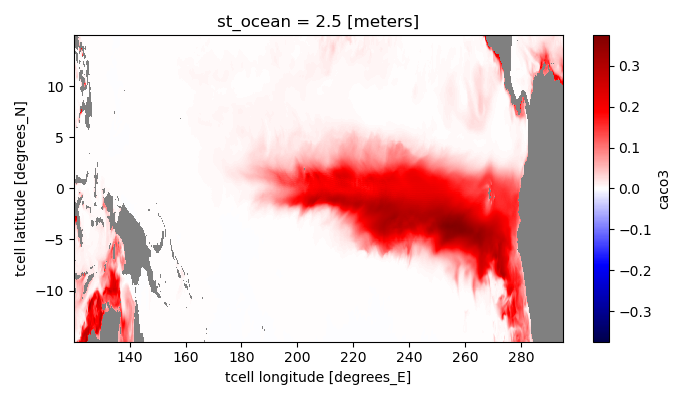 st_ocean = 2.5 [meters]
10
5
0
−5
−10
tcell latitude [degrees_N]
140 160 180 200 220 240 260 280
tcell longitude [degrees_E]
0.3
0.2
0.1
0.0
−0.1
−0.2
−0.3
caco3